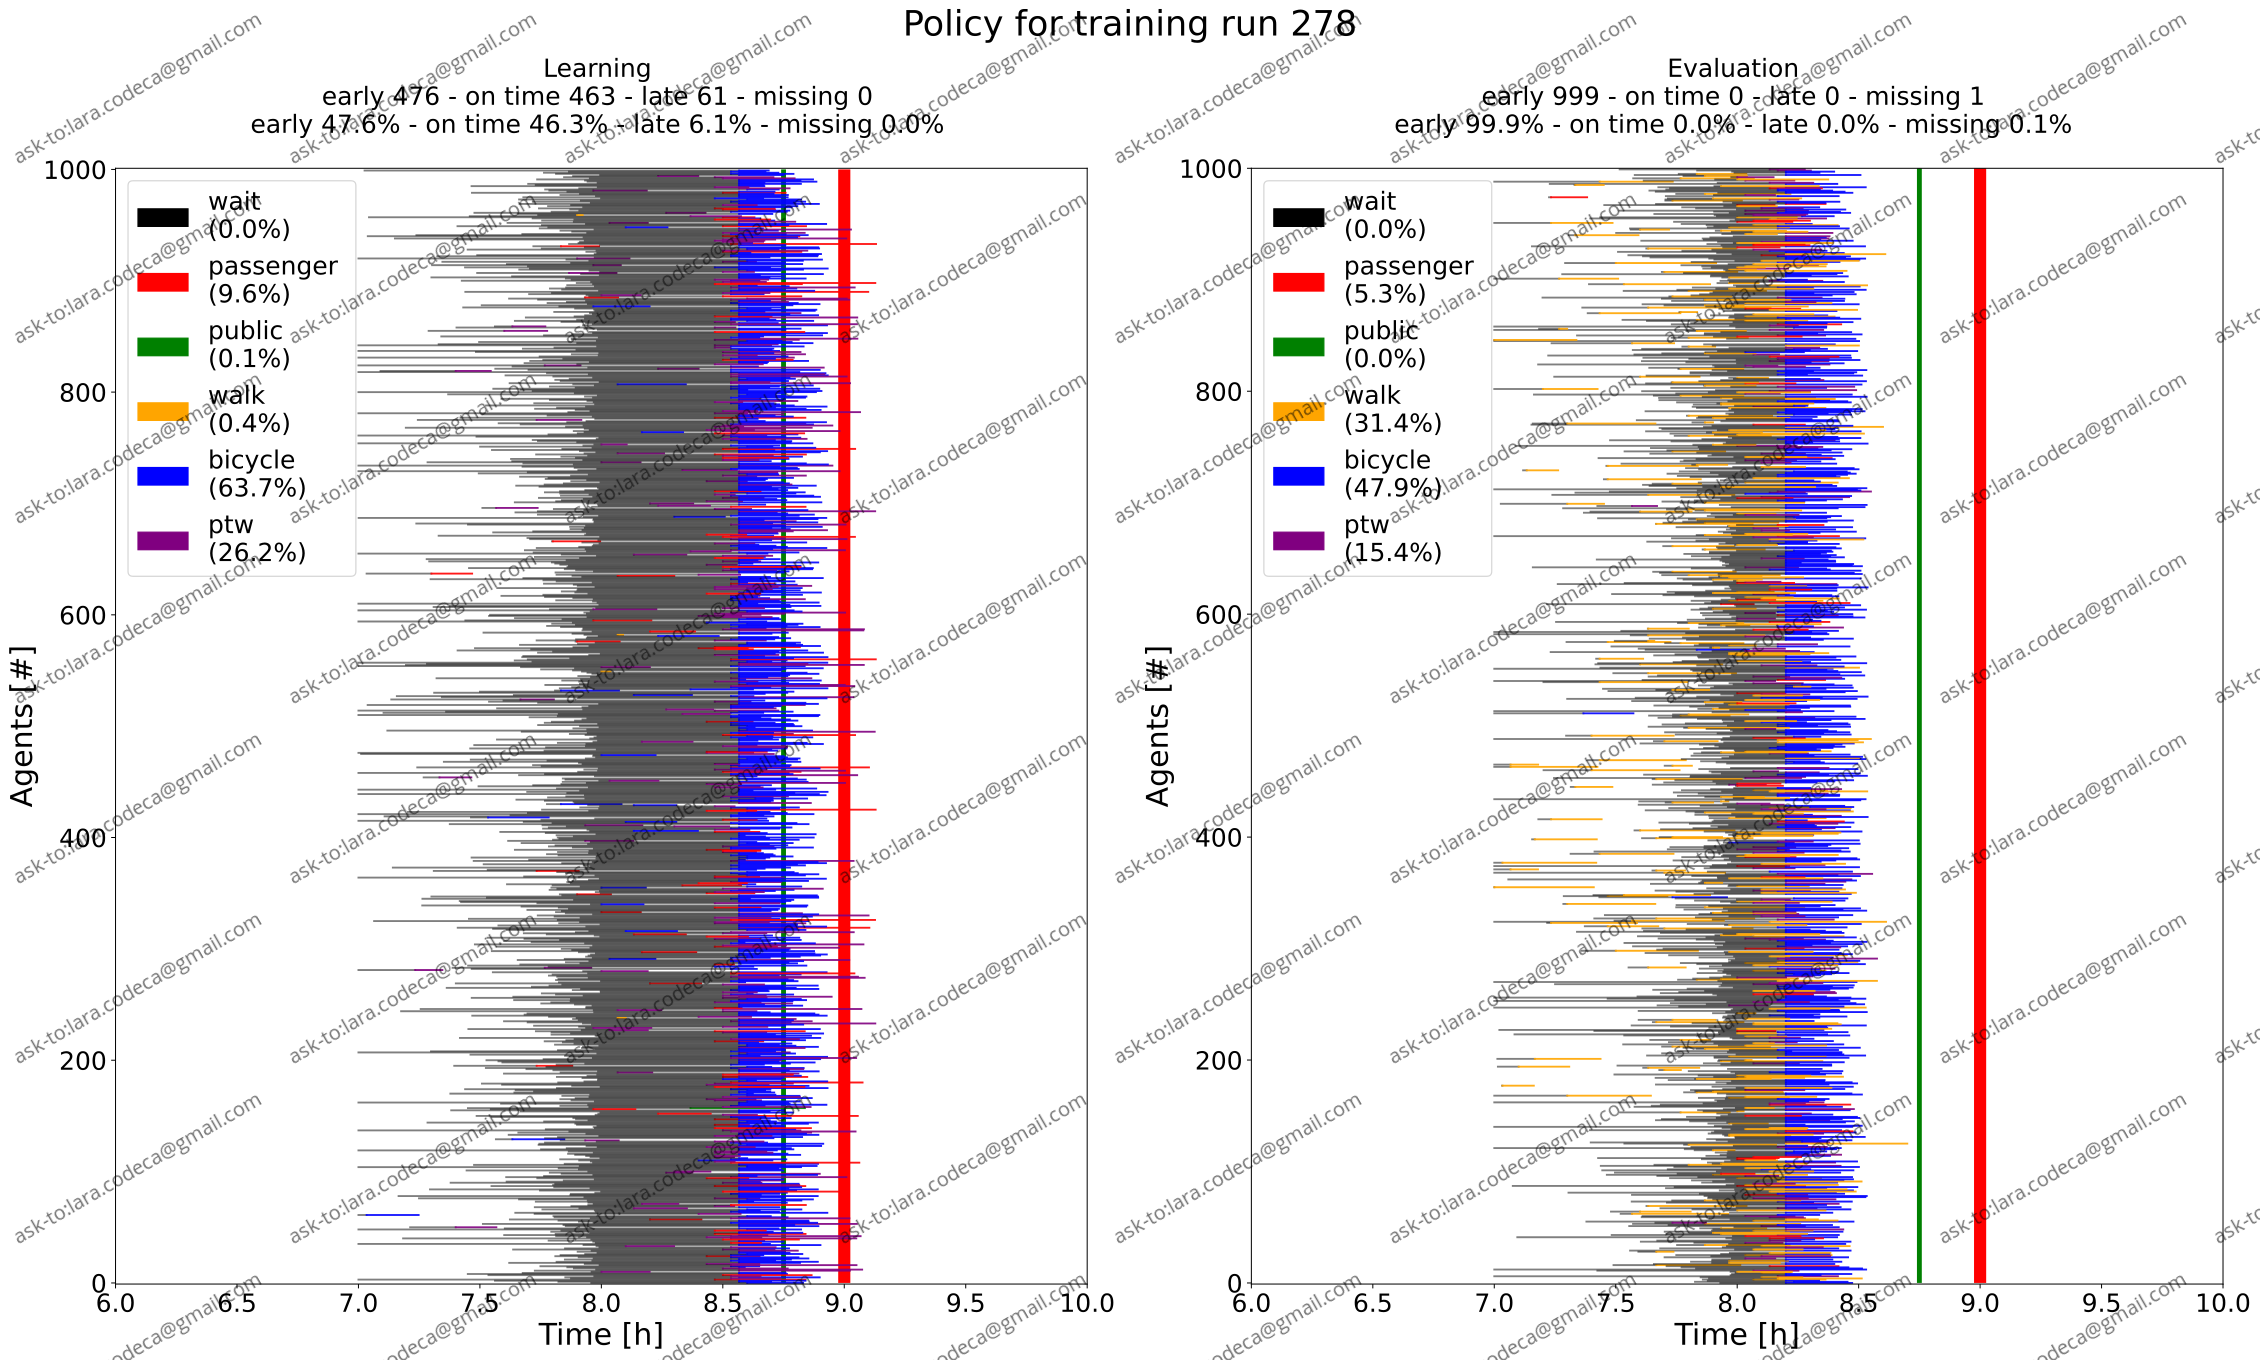 Policy for training run 278
Learning
early 476 - on time 463 - late 61 - missing 0
early 47.6% - on time 46.3% - late 6.1% - missing 0.0%
1000
800
600
400
200
0
Agents [#]
wait
(0.0%)
passenger
(9.6%)
public
(0.1%)
walk
(0.4%)
bicycle
(63.7%)
ptw
(26.2%)
6.0 6.5 7.0 7.5 8.0 8.5 9.0 9.5 10.0
Time [h]
Evaluation
early 999 - on time 0 - late 0 - missing 1
early 99.9% - on time 0.0% - late 0.0% - missing 0.1%
1000
800
600
400
200
0
Agents [#]
wait
(0.0%)
passenger
(5.3%)
public
(0.0%)
walk
(31.4%)
bicycle
(47.9%)
ptw
(15.4%)
6.0 6.5 7.0 7.5 8.0 8.5 9.0 9.5 10.0
Time [h]
ask-to:lara.codeca@gmail.com